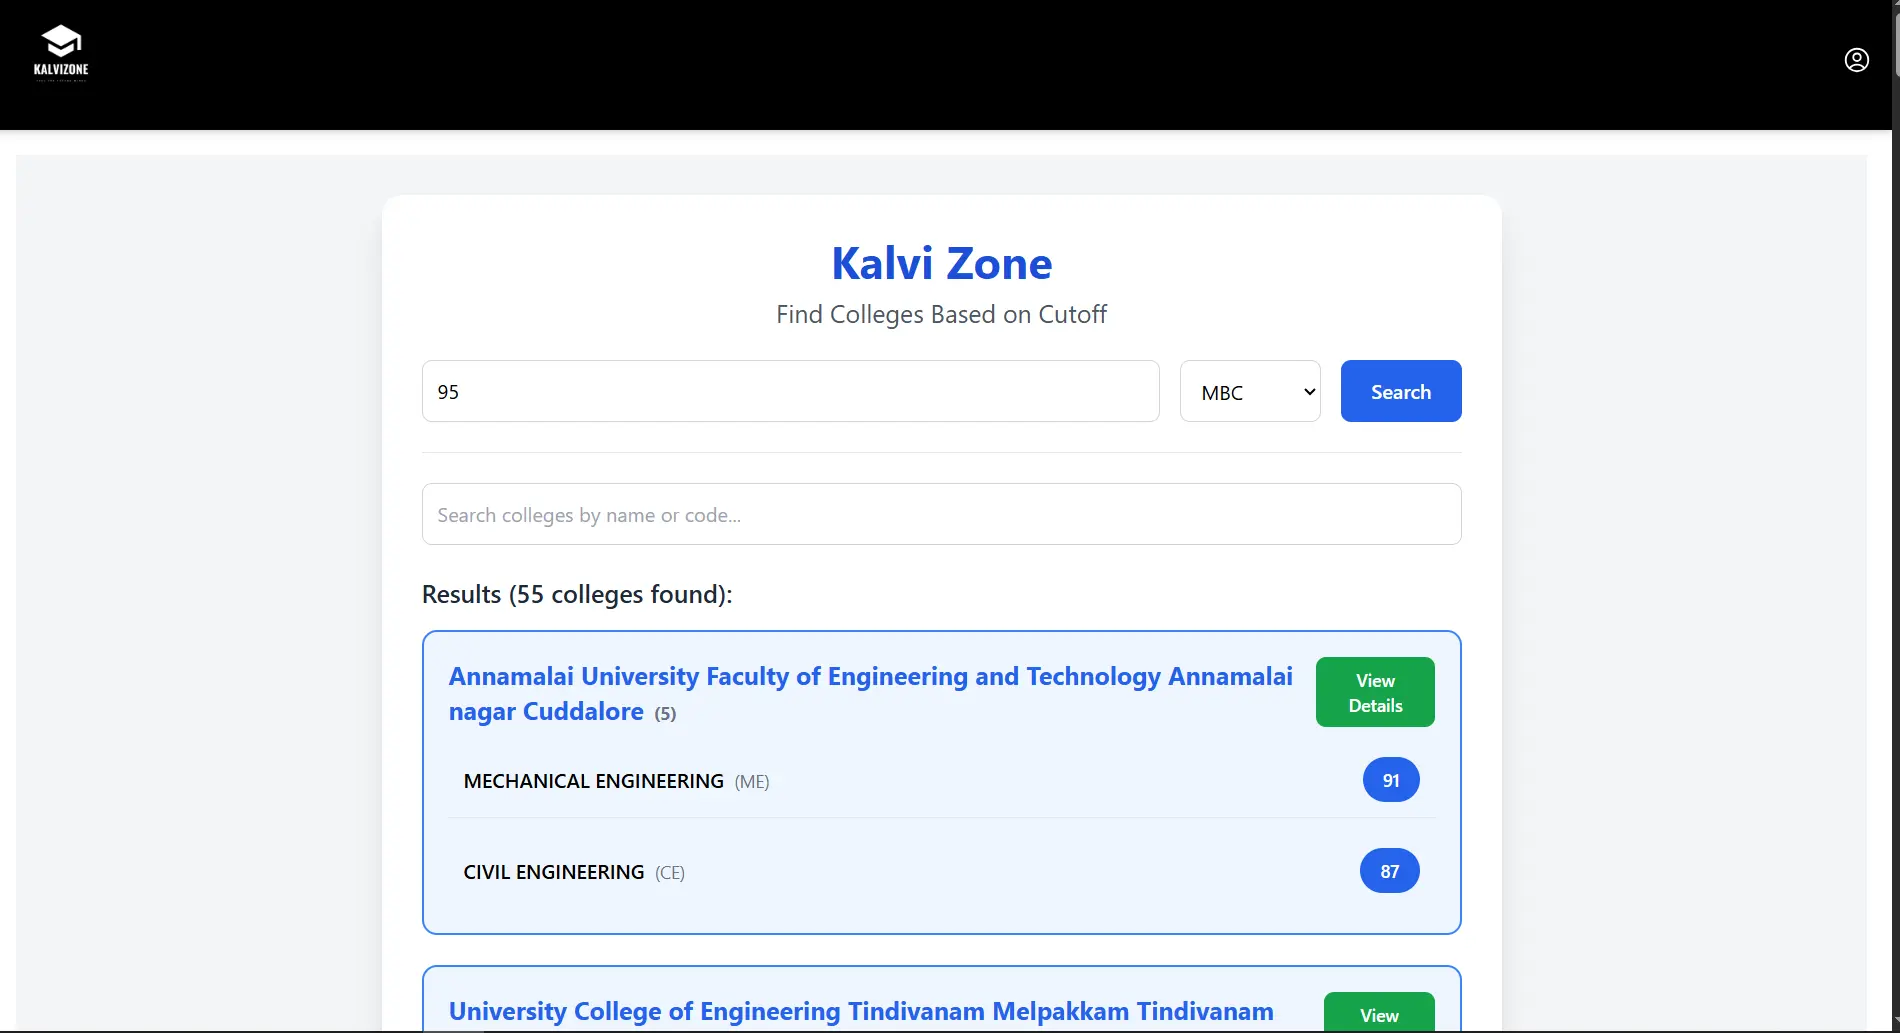 KALVIZONE
Kalvi Zone
Find Colleges Based on Cutoff
95
MBC
Search
Search colleges by name or code...
Results (55 colleges found):
Annamalai University Faculty of Engineering and Technology Annamalai
nagar Cuddalore (5)
View
Details
MECHANICAL ENGINEERING (ME)
91
CIVIL ENGINEERING (CE)
87
University College of Engineering Tindivanam Melpakkam Tindivanam
View